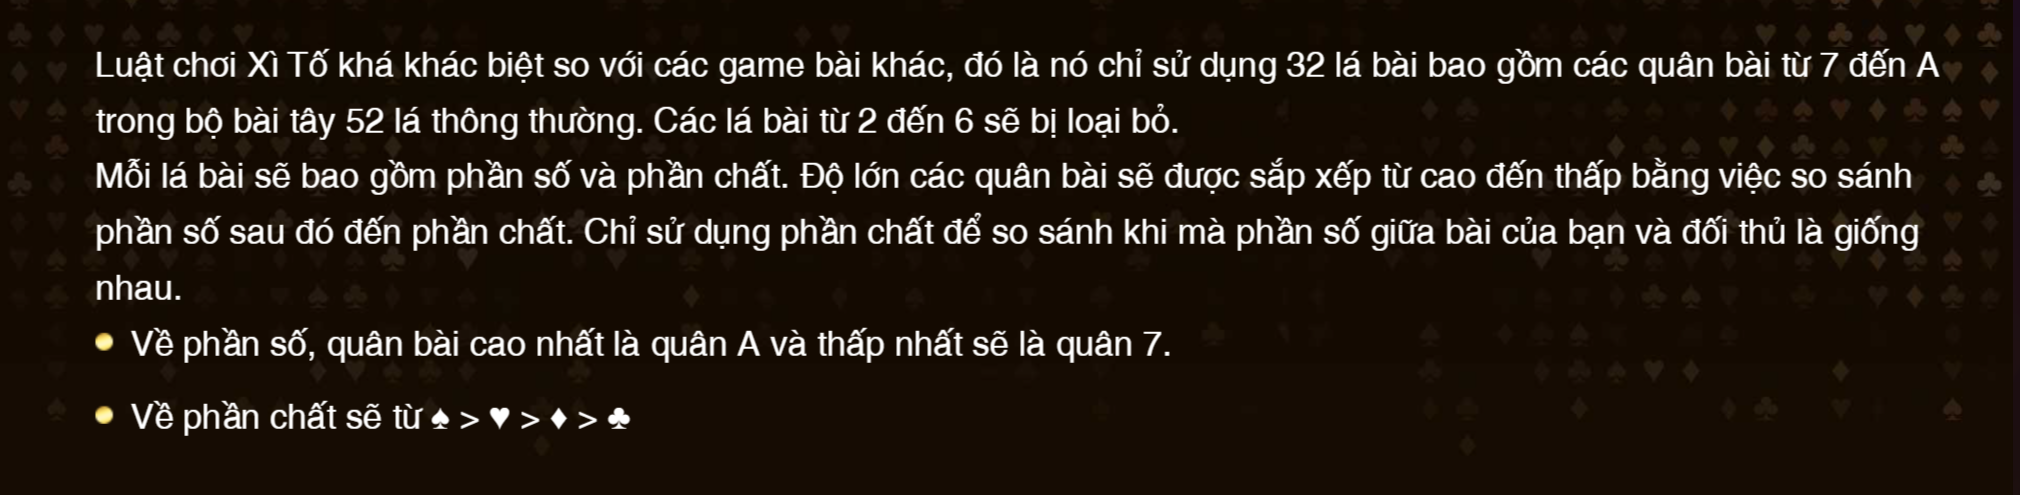 Luật chơi Xì Tố khá khác biệt so với các game bài khác, đó là nó chỉ sử dụng 32 lá bài bao gồm các quân bài từ 7 đến A
trong bộ bài tây 52 lá thông thường. Các lá bài từ 2 đến 6 sẽ bị loại bỏ.
Mỗi lá bài sẽ bao gồm phần số và phần chất. Độ lớn các quân bài sẽ được sắp xếp từ cao đến thấp bằng việc so sánh
phần số sau đó đến phần chất. Chỉ sử dụng phần chất để so sánh khi mà phần số giữa bài của bạn và đối thủ là giống
nhau.
Về phần số, quân bài cao nhất là quân A và thấp nhất sẽ là quân 7.
Về phần chất sẽ từ ♠ > ♥ > ♦ > ♣